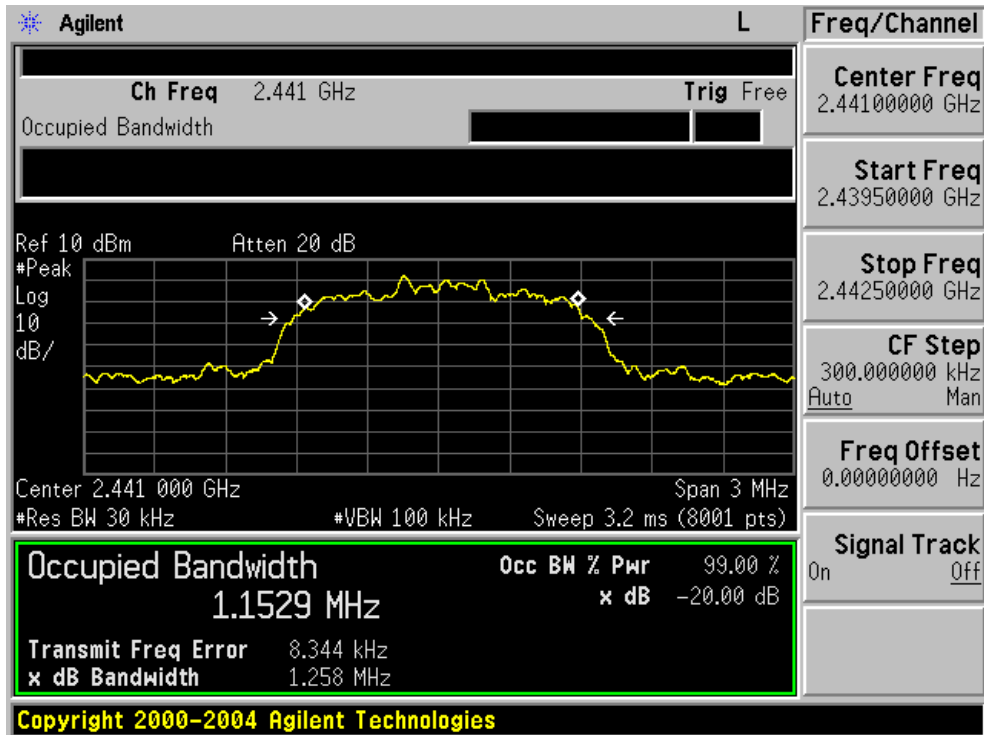 Agilent L
Ch Freq 2.441 GHz Trig Free
Occupied Bandwidth
Ref 10 dBm Atten 20 dB
#Peak
Log
10
dB/
Center 2.441 000 GHz Span 3 MHz
#Res BW 30 kHz #VBW 100 kHz Sweep 3.2 ms (8001 pts)
Occupied Bandwidth
1.1529 MHz
Occ BW % Pwr 99.00 %
x dB -20.00 dB
Transmit Freq Error 8.344 kHz
x dB Bandwidth 1.258 MHz
Copyright 2000-2004 Agilent Technologies
Freq/Channel
Center Freq
2.44100000 GHz
Start Freq
2.43950000 GHz
Stop Freq
2.44250000 GHz
CF Step
300.000000 kHz
Auto Man
Freq Offset
0.00000000 Hz
Signal Track
On Off